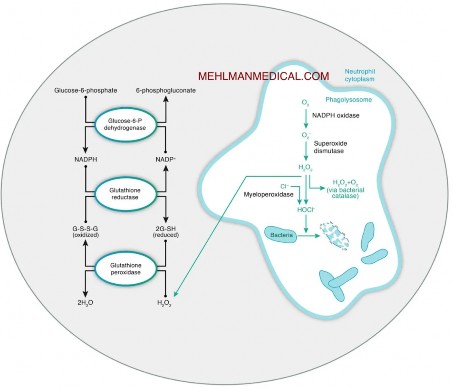 MEHLMANMEDICAL.COM
Neutrophil
cytoplasm
Glucose-6-phosphate
6-phosphogluconate
Phagolysosome
O₂
NADPH oxidase
Glucose-6-P
dehydrogenase
O₂⁻
Superoxide
dismutase
NADPH
NADP⁺
H₂O₂
Cl⁻
H₂O₂+O₂
(via bacterial
catalase)
Myeloperoxidase
Glutathione
reductase
HOCl⁻
G-S-S-G
(oxidized)
2G-SH
(reduced)
Bacteria
Glutathione
peroxidase
2H₂O
H₂O₂